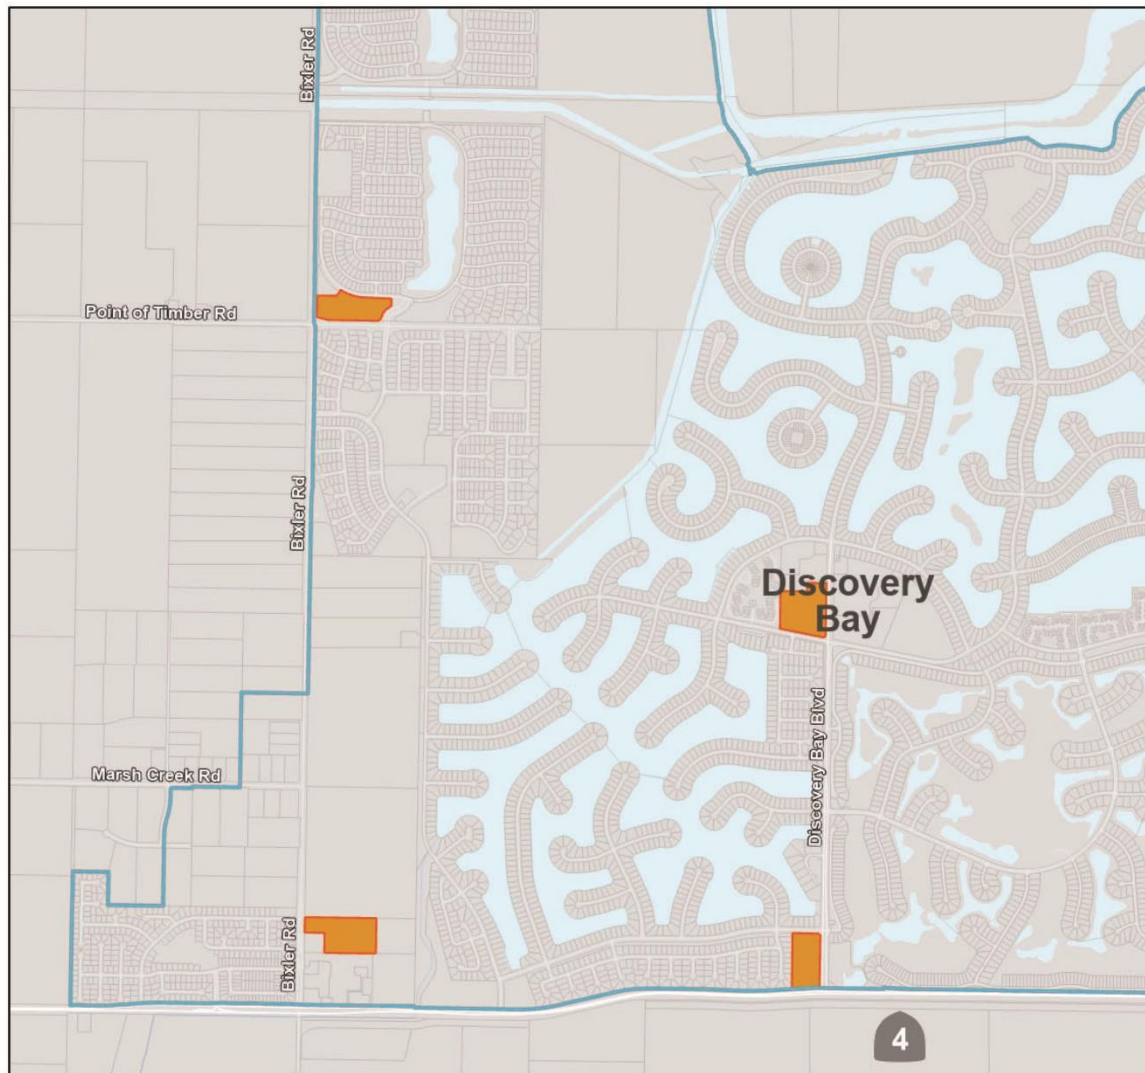 Bixler Rd
Point of Timber Rd
Bixler Rd
Discovery
Bay
Discovery Bay Blvd
Marsh Creek Rd
Bixler Rd
4